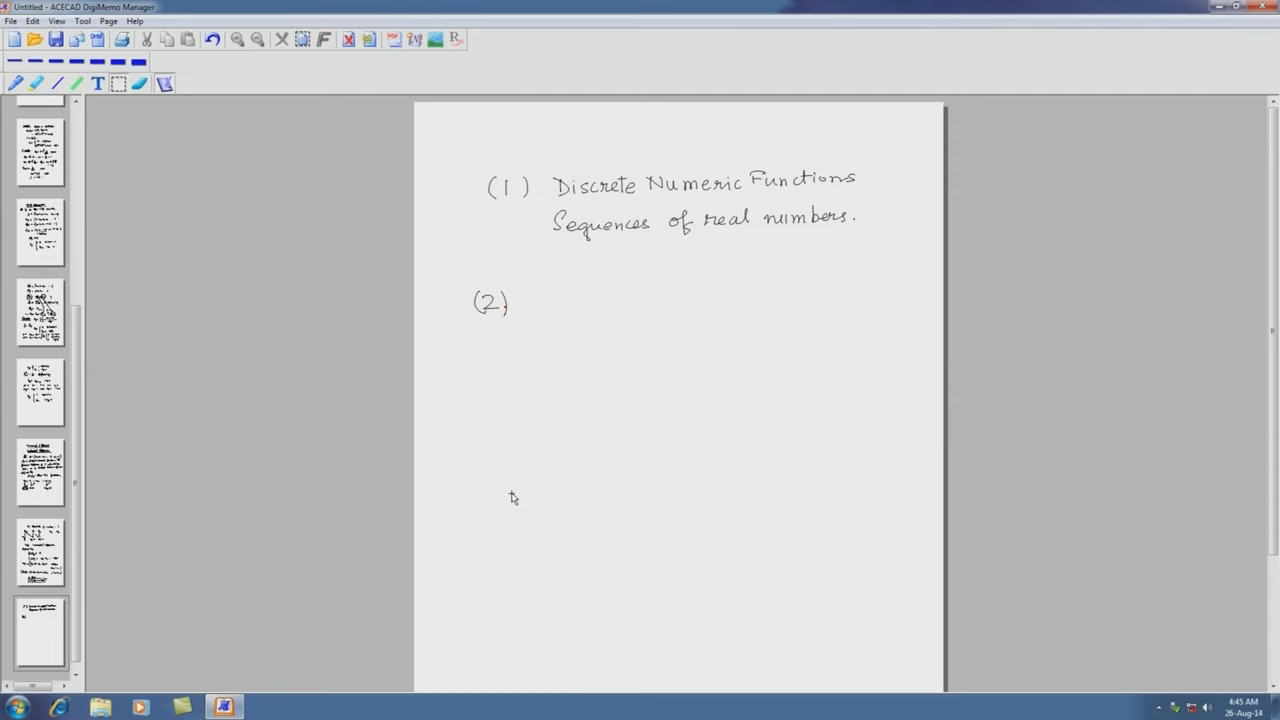 Untitled - ACECAD DigiMemo Manager
File Edit View Tool Page Help
(1) Discrete Numeric Functions
Sequences of real numbers.
(2)
4:45 AM
26-Aug-14